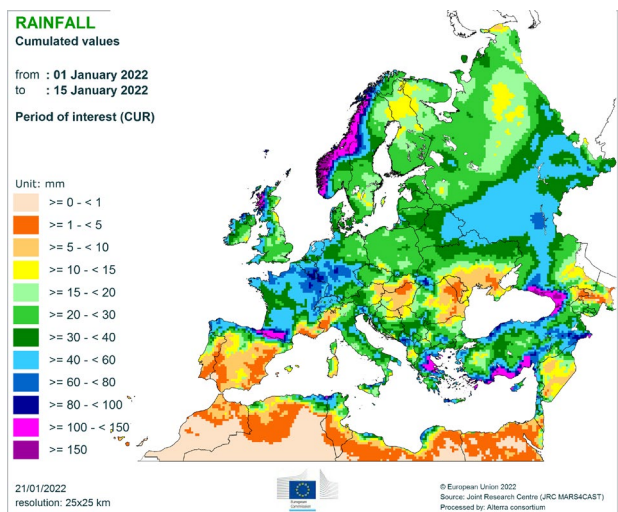 RAINFALL
Cumulated values
from : 01 January 2022
to : 15 January 2022
Period of interest (CUR)
Unit: mm
>= 0 - < 1
>= 1 - < 5
>= 5 - < 10
>= 10 - < 15
>= 15 - < 20
>= 20 - < 30
>= 30 - < 40
>= 40 - < 60
>= 60 - < 80
>= 80 - < 100
>= 100 - < 150
>= 150
21/01/2022
resolution: 25x25 km
European
Commission
© European Union 2022
Source: Joint Research Centre (JRC MARS4CAST)
Processed by: Alterra consortium